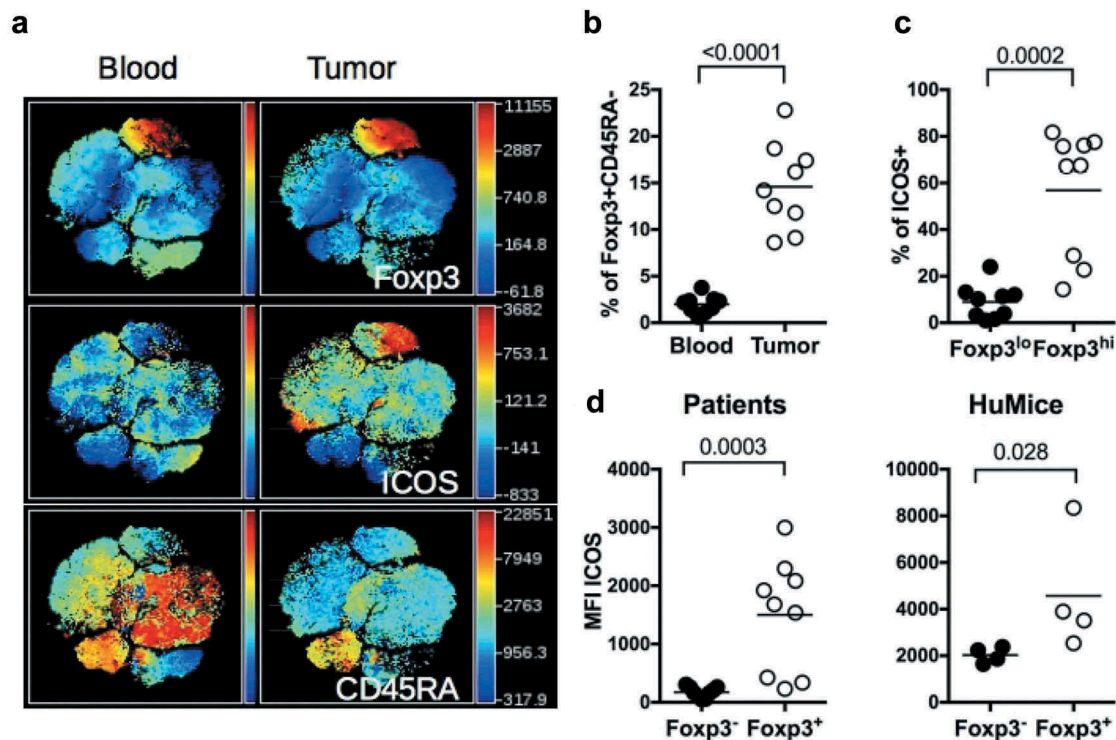 a
Blood
Tumor
11155
2887
740.8
164.8
-61.8
Foxp3
3682
753.1
121.2
-141
-833
ICOS
22851
7949
2763
956.3
317.9
CD45RA
b
<0.0001
% of Foxp3+CD45RA-
25
20
15
10
5
0
Blood
Tumor
c
0.0002
% of ICOS+
100
80
60
40
20
0
Foxp3lo
Foxp3hi
d
Patients
0.0003
MFI ICOS
4000
3000
2000
1000
0
Foxp3-
Foxp3+
HuMice
0.028
10000
8000
6000
4000
2000
0
Foxp3-
Foxp3+